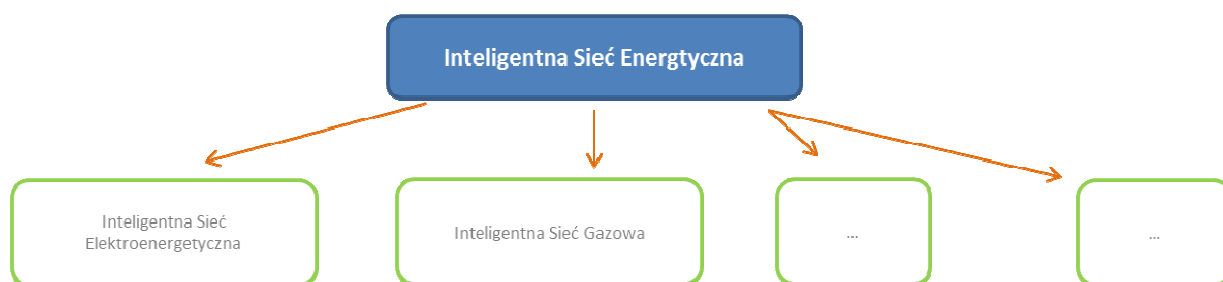 Inteligentna Sieć Energtyczna
Inteligentna Sieć
Elektroenergetyczna
Inteligentna Sieć Gazowa
...
...